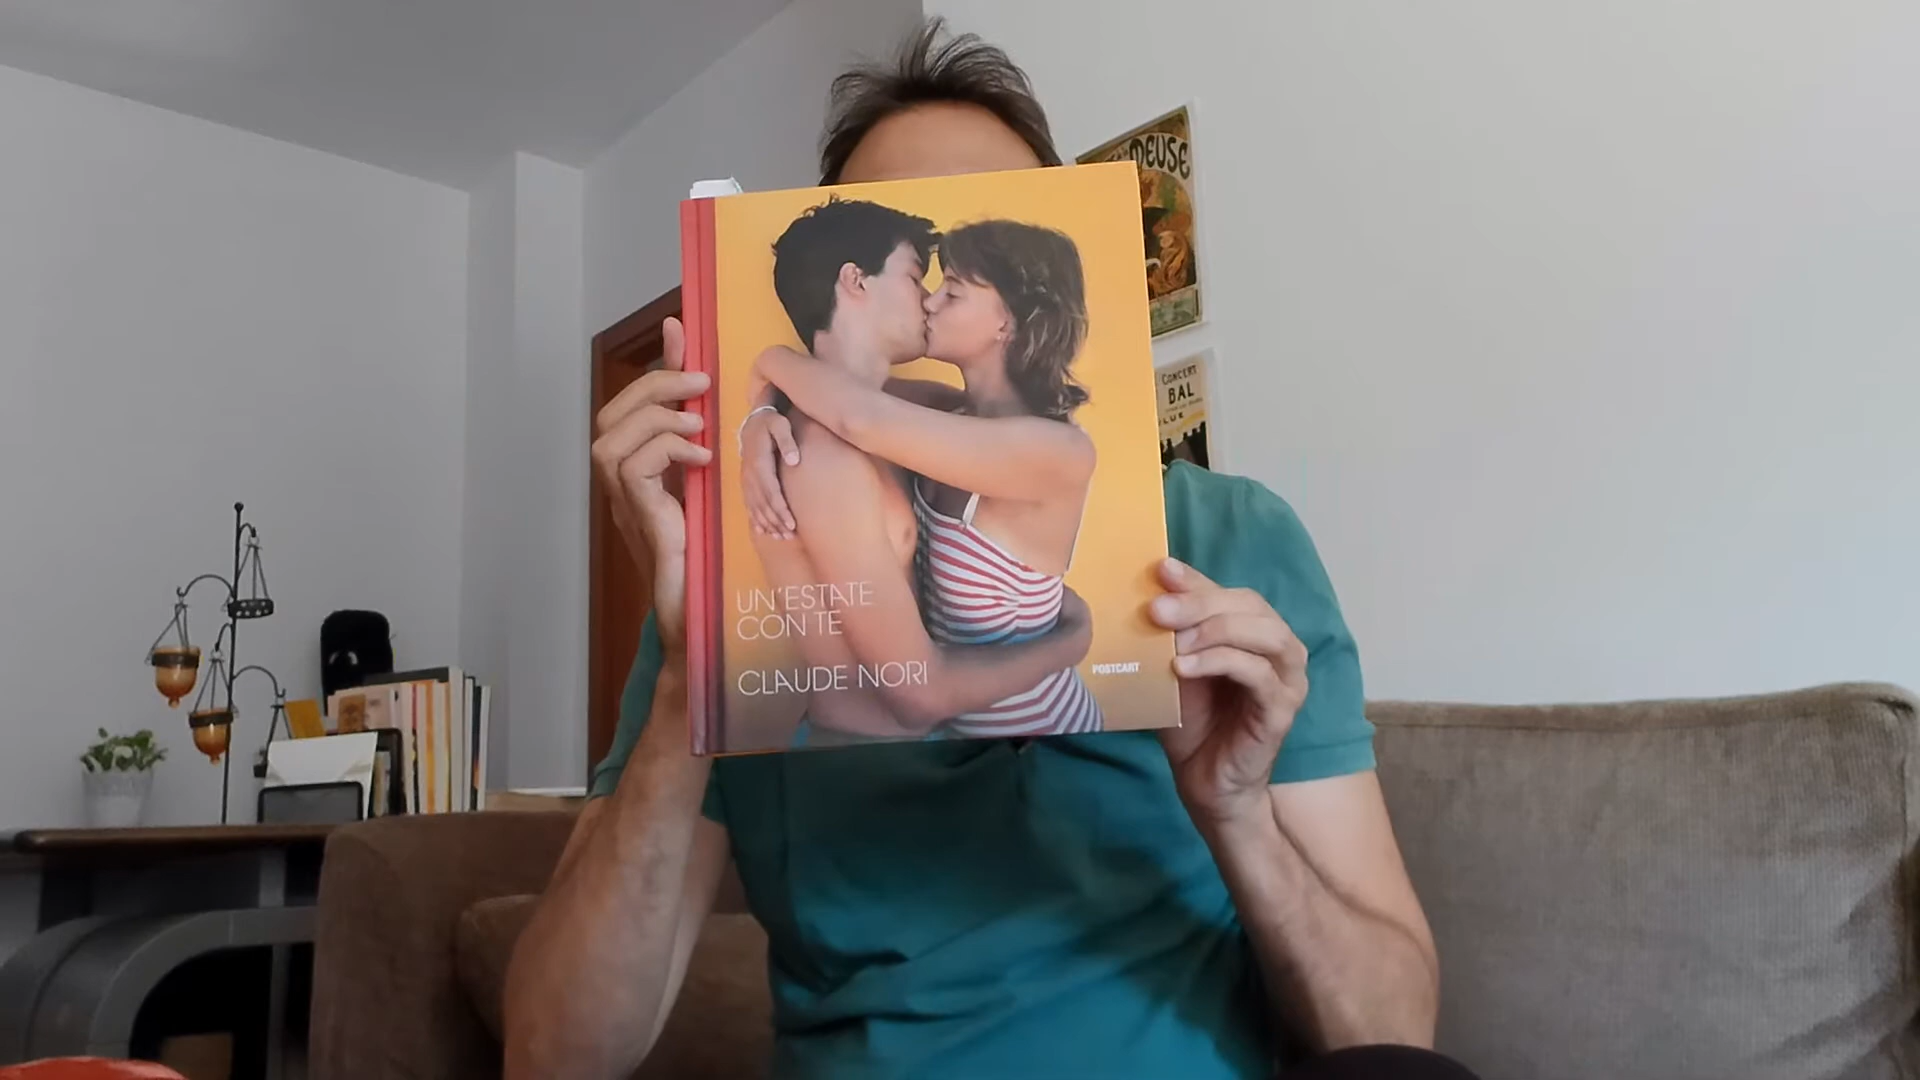 UN'ESTATE
CON TE
CLAUDE NORI
POSTCART
MEUSE
CONCERT
BAL